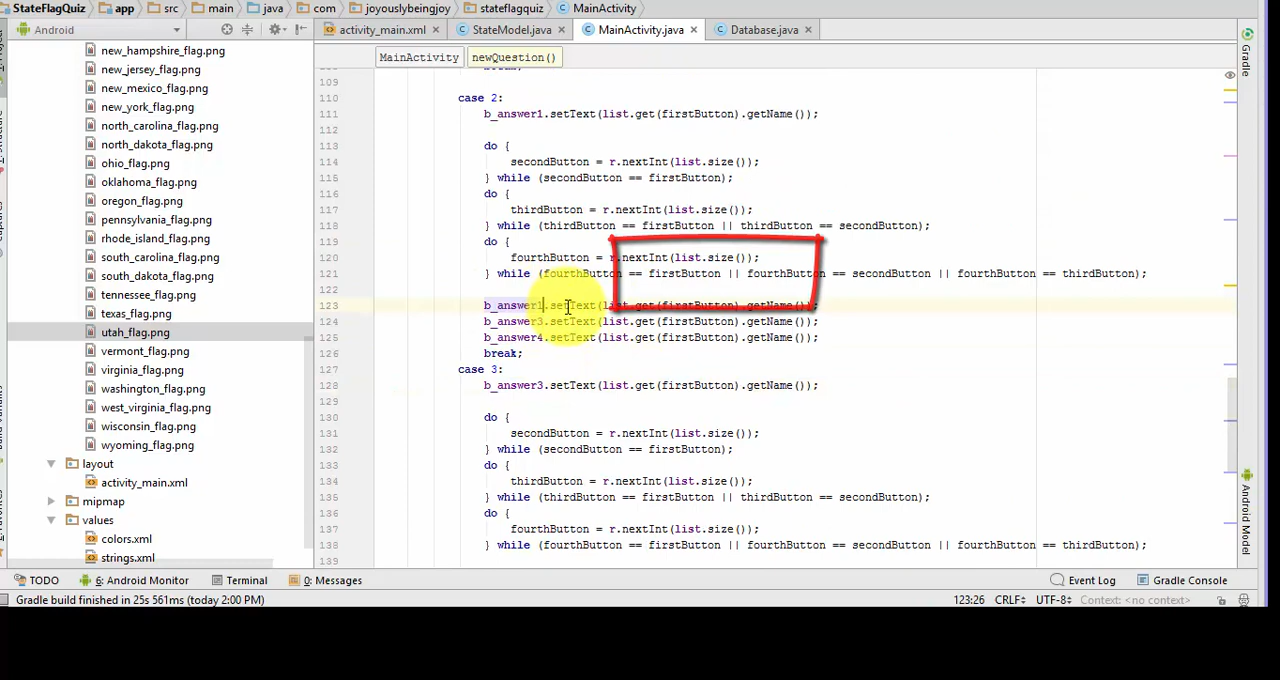 StateFlagQuiz app src main java com joyouslybeingjoy stateflagquiz MainActivity
Android activity_main.xml StateModel.java MainActivity.java Database.java
MainActivity newQuestion()
new_hampshire_flag.png
new_jersey_flag.png
new_mexico_flag.png
new_york_flag.png
north_carolina_flag.png
north_dakota_flag.png
ohio_flag.png
oklahoma_flag.png
oregon_flag.png
pennsylvania_flag.png
rhode_island_flag.png
south_carolina_flag.png
south_dakota_flag.png
tennessee_flag.png
texas_flag.png
utah_flag.png
vermont_flag.png
virginia_flag.png
washington_flag.png
west_virginia_flag.png
wisconsin_flag.png
wyoming_flag.png
layout
activity_main.xml
mipmap
values
colors.xml
strings.xml
109
110 case 2:
111 b_answer1.setText(list.get(firstButton).getName());
112
113 do {
114 secondButton = r.nextInt(list.size());
115 } while (secondButton == firstButton);
116 do {
117 thirdButton = r.nextInt(list.size());
118 } while (thirdButton == firstButton || thirdButton == secondButton);
119 do {
120 fourthButton = r.nextInt(list.size());
121 } while (fourthButton == firstButton || fourthButton == secondButton || fourthButton == thirdButton);
122
123 b_answer1.setText(list.get(firstButton).getName());
124 b_answer3.setText(list.get(firstButton).getName());
125 b_answer4.setText(list.get(firstButton).getName());
126 break;
127 case 3:
128 b_answer3.setText(list.get(firstButton).getName());
129
130 do {
131 secondButton = r.nextInt(list.size());
132 } while (secondButton == firstButton);
133 do {
134 thirdButton = r.nextInt(list.size());
135 } while (thirdButton == firstButton || thirdButton == secondButton);
136 do {
137 fourthButton = r.nextInt(list.size());
138 } while (fourthButton == firstButton || fourthButton == secondButton || fourthButton == thirdButton);
139
Gradle
Android Model
TODO 6: Android Monitor Terminal 0: Messages Event Log Gradle Console
Gradle build finished in 25s 561ms (today 2:00 PM) 123:26 CRLF UTF-8 Context: <no context>